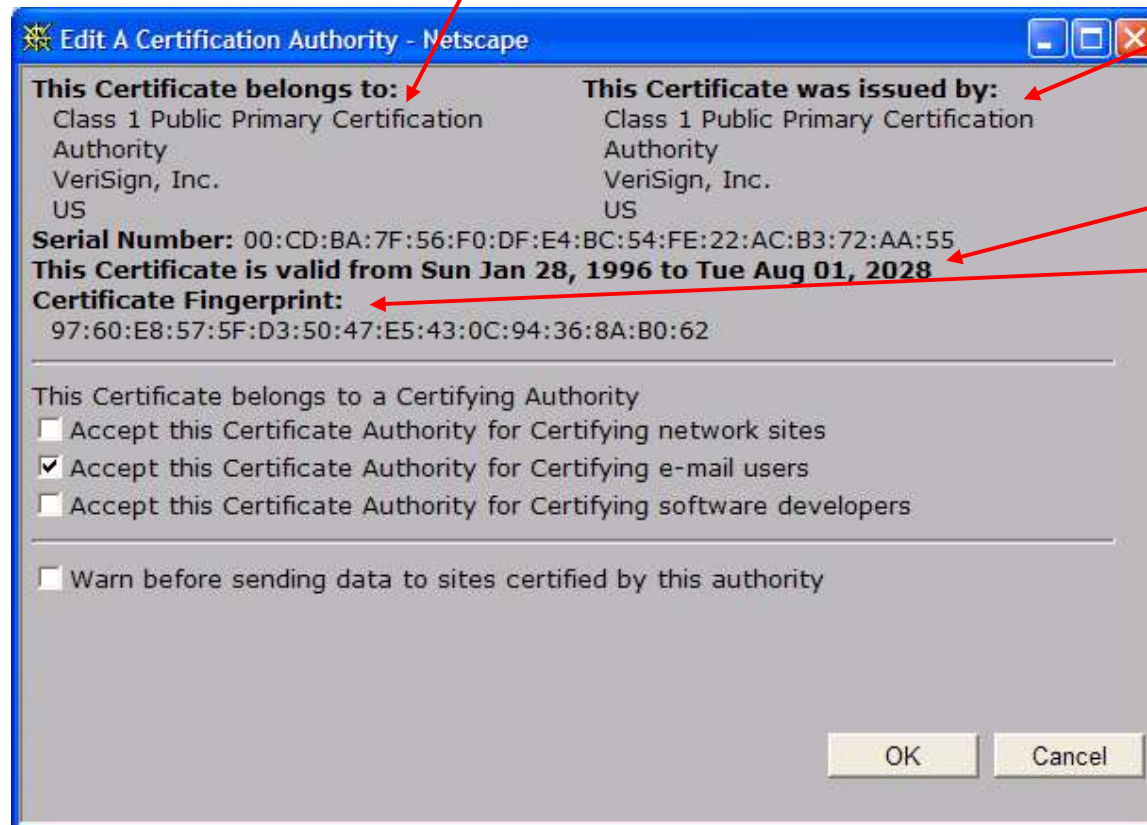 Edit A Certification Authority - Netscape
This Certificate belongs to:
Class 1 Public Primary Certification
Authority
VeriSign, Inc.
US
This Certificate was issued by:
Class 1 Public Primary Certification
Authority
VeriSign, Inc.
US
Serial Number: 00:CD:BA:7F:56:F0:DF:E4:BC:54:FE:22:AC:B3:72:AA:55
This Certificate is valid from Sun Jan 28, 1996 to Tue Aug 01, 2028
Certificate Fingerprint:
97:60:E8:57:5F:D3:50:47:E5:43:0C:94:36:8A:B0:62
This Certificate belongs to a Certifying Authority
Accept this Certificate Authority for Certifying network sites
Accept this Certificate Authority for Certifying e-mail users
Accept this Certificate Authority for Certifying software developers
Warn before sending data to sites certified by this authority
OK
Cancel